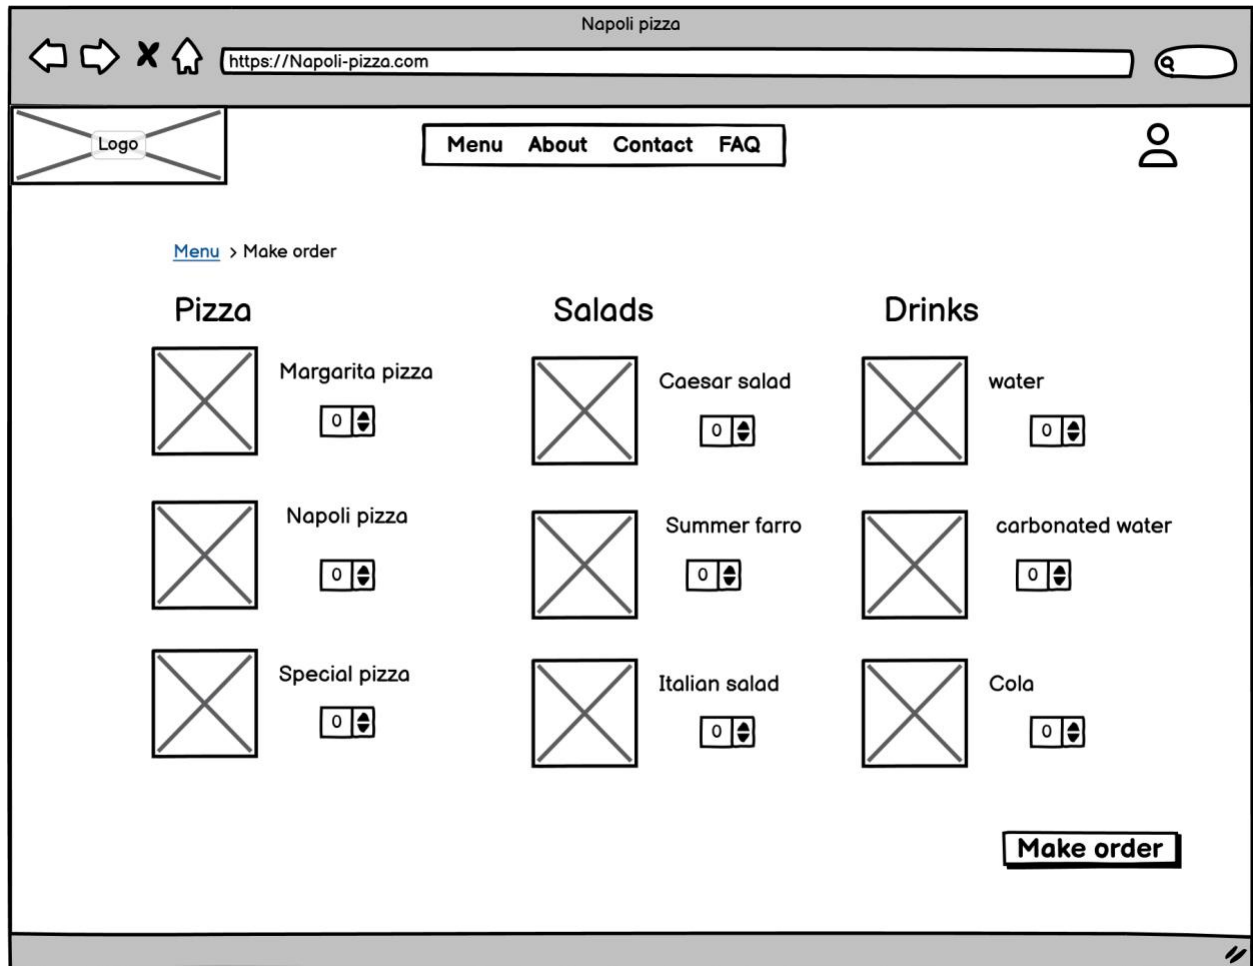 Napoli pizza
https://Napoli-pizza.com
Logo
Menu About Contact FAQ
Menu > Make order
Pizza
Salads
Drinks
Margarita pizza
0
Caesar salad
0
water
0
Napoli pizza
0
Summer farro
0
carbonated water
0
Special pizza
0
Italian salad
0
Cola
0
Make order